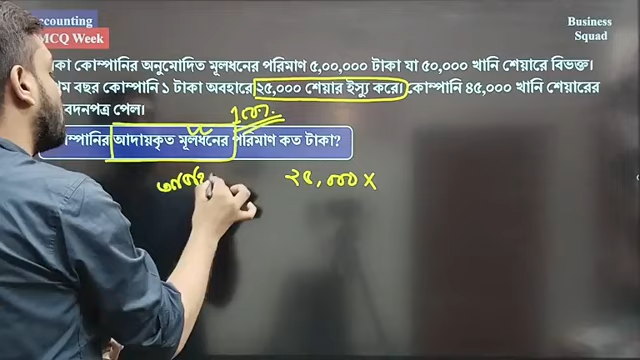 ccounting
MCQ Week
Business
Squad
কা কোম্পানির অনুমোদিত মূলধনের পরিমাণ ৫,০০,০০০ টাকা যা ৫০,০০০ খানি শেয়ারে বিভক্ত।
ম বছর কোম্পানি ১ টাকা অবহারে ২৫,০০০ শেয়ার ইস্যু করে। কোম্পানি ৪৫,০০০ খানি শেয়ারের
বেদনপত্র পেল।
ম্পানির আদায়কৃত মূলধনের পরিমাণ কত টাকা?
২৫,০০০ ×